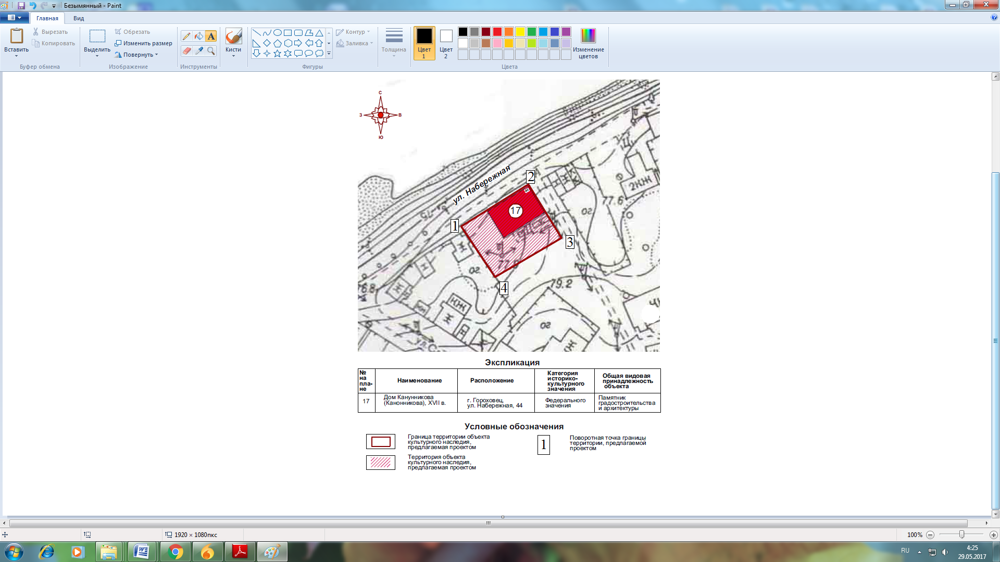 Безымянный - Paint
Главная
Вид
Вставить
Вырезать
Копировать
Буфер обмена
Выделить
Обрезать
Изменить размер
Повернуть
Изображение
A
Инструменты
Кисти
Фигуры
Контур
Заливка
Толщина
Цвет
1
Цвет
2
Изменение
цветов
Цвета
С
З
В
Ю
ул. Набережная
2
17
1
3
4
77.6
79.2
2КЖ
КЖ
Ж
Ж
Ж
КЖ
ог
ог
ог
Экспликация
№
на
пла-
не
Наименование
Расположение
Категория
историко-
культурного
значения
Общая видовая
принадлежность
объекта
17
Дом Канунникова
(Канонникова), XVII в.
г. Гороховец,
ул. Набережная, 44
Федерального
значения
Памятник
градостроительства
и архитектуры
Условные обозначения
Граница территории объекта
культурного наследия,
предлагаемая проектом
1
Поворотная точка границы
территории, предлагаемой
проектом
Территория объекта
культурного наследия,
предлагаемая проектом
1920 × 1080пкс
100%
RU
4:25
29.05.2017